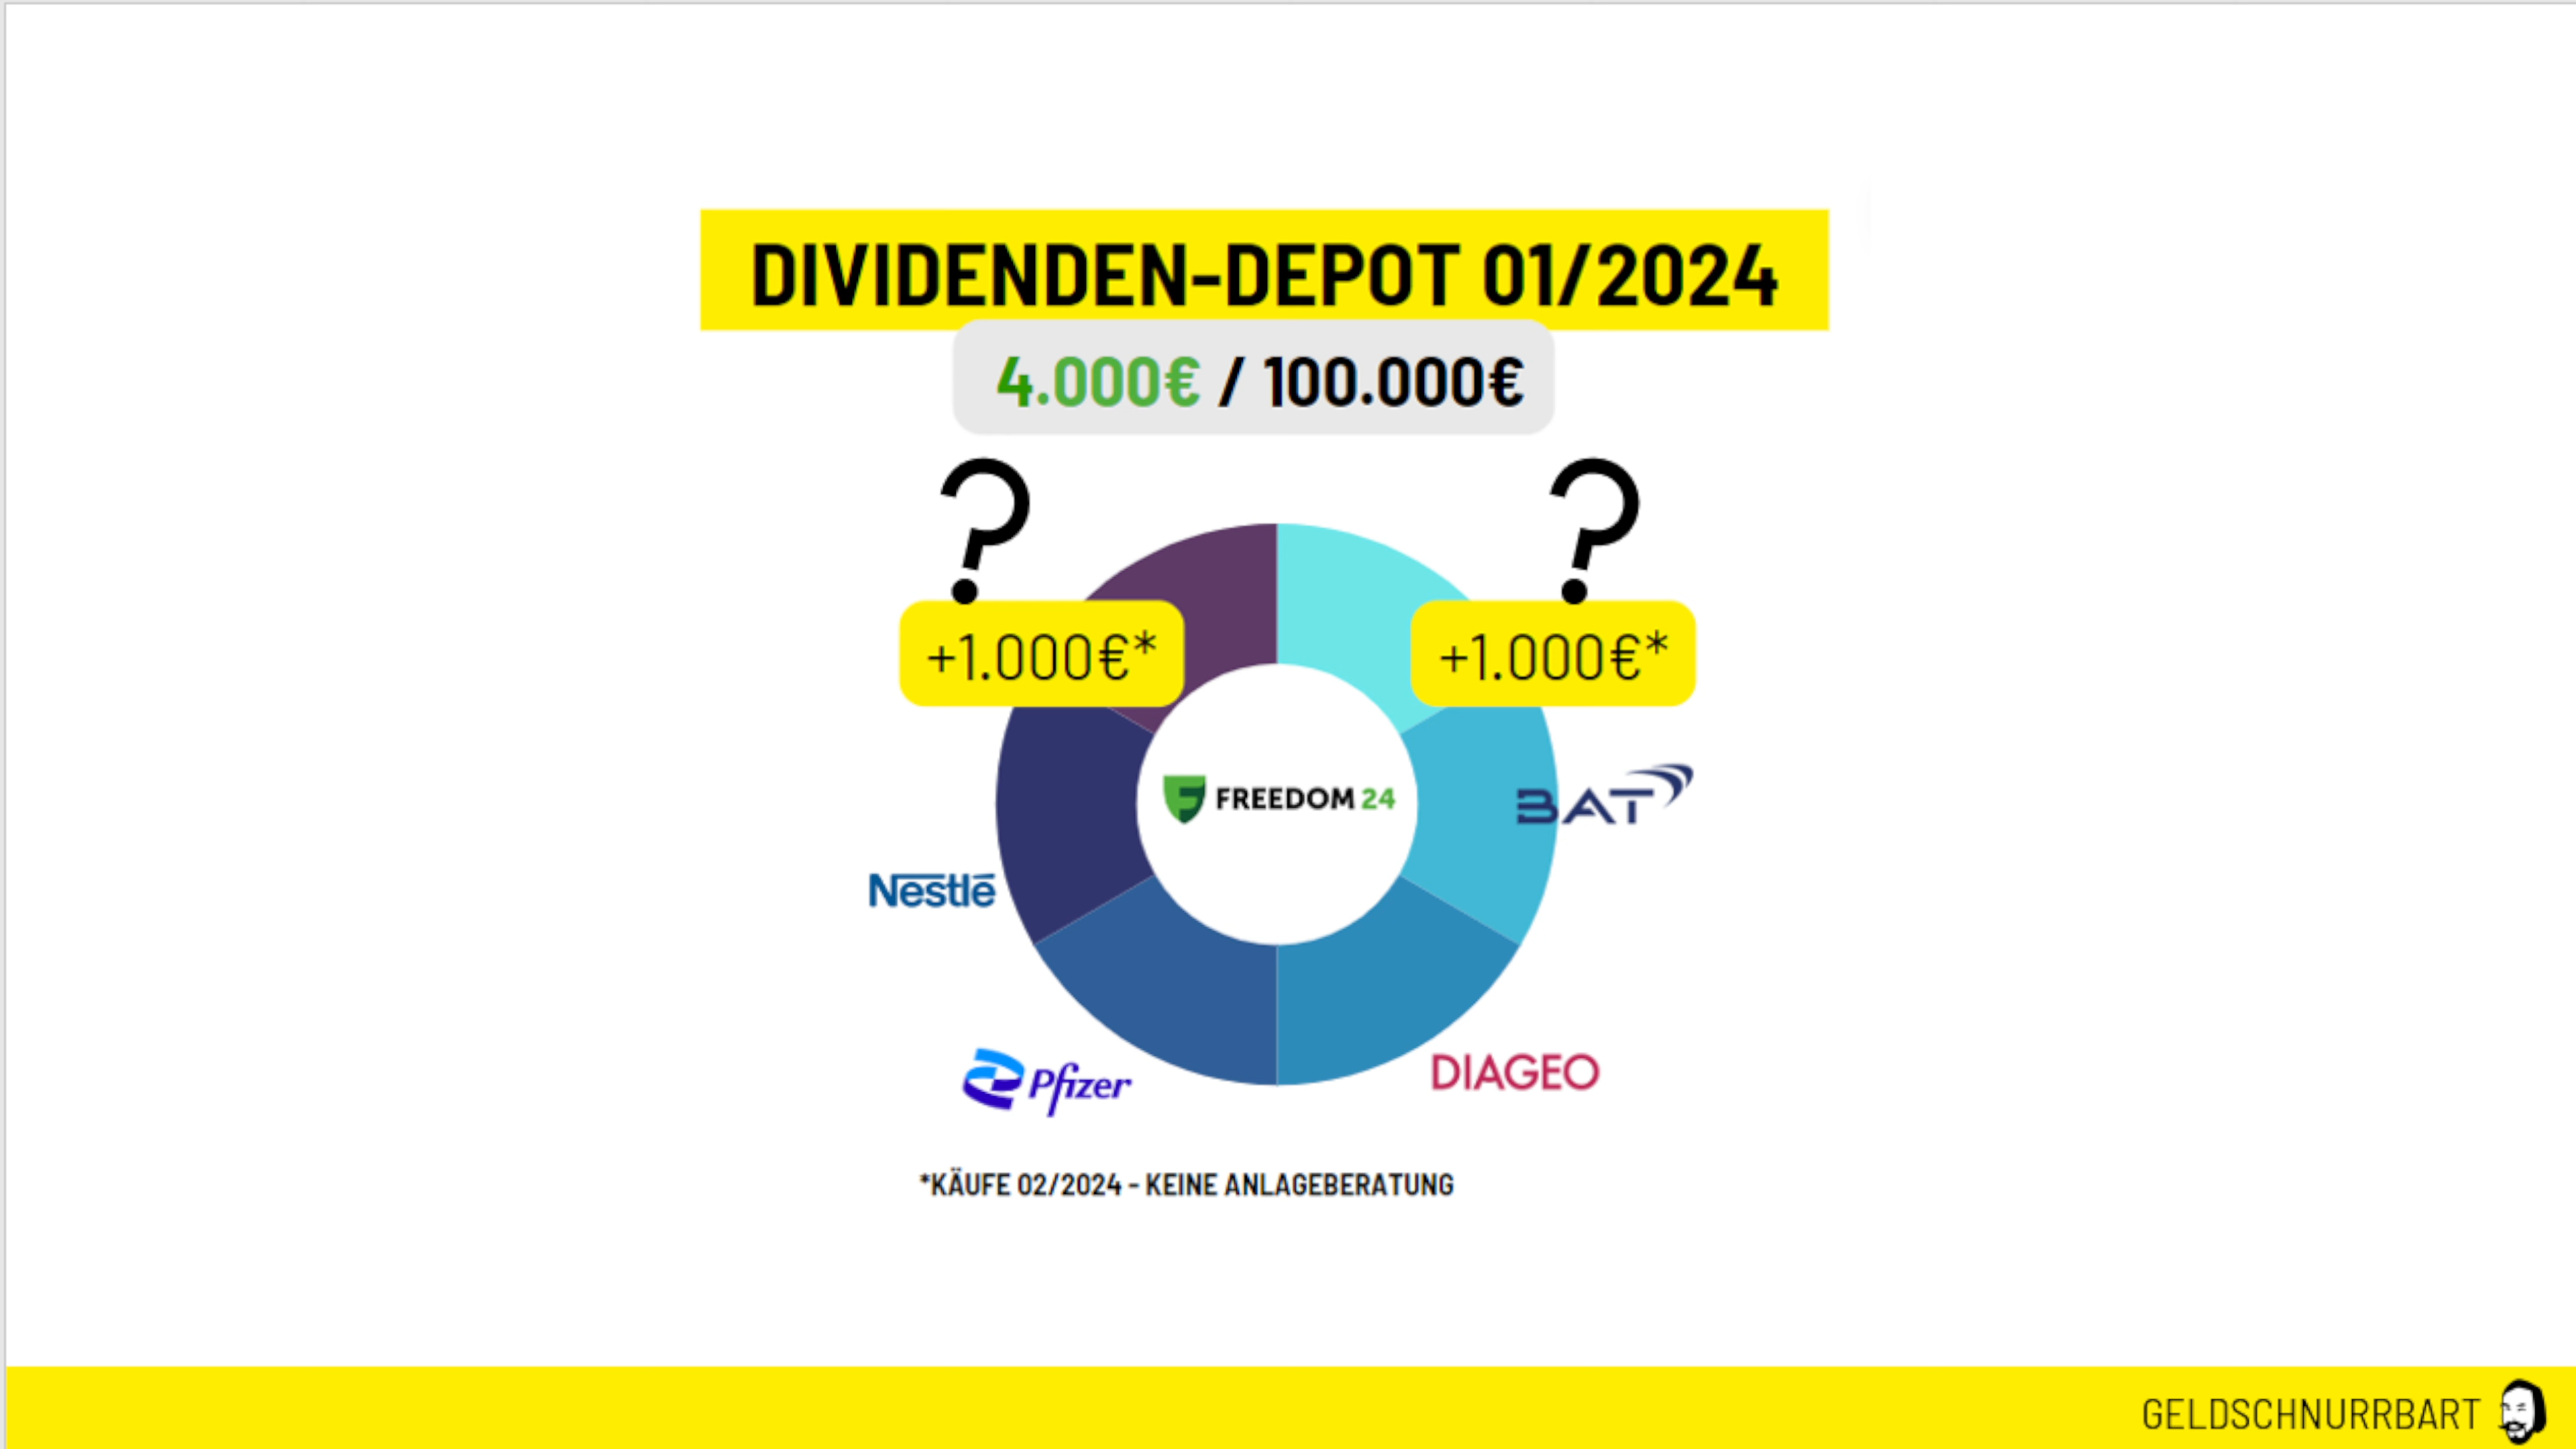 DIVIDENDEN-DEPOT 01/2024
4.000€ / 100.000€
? ?
+1.000€* +1.000€*
FREEDOM 24
BAT
Nestlé
Pfizer
DIAGEO
*KÄUFE 02/2024 - KEINE ANLAGEBERATUNG
GELDSCHNURRBART